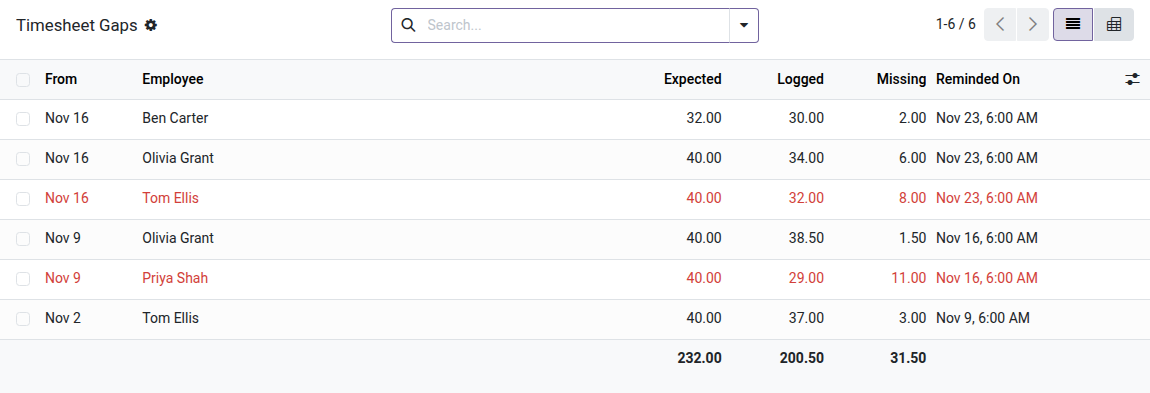 Timesheet Gaps
Search...
1-6 / 6
From Employee Expected Logged Missing Reminded On
Nov 16 Ben Carter 32.00 30.00 2.00 Nov 23, 6:00 AM
Nov 16 Olivia Grant 40.00 34.00 6.00 Nov 23, 6:00 AM
Nov 16 Tom Ellis 40.00 32.00 8.00 Nov 23, 6:00 AM
Nov 9 Olivia Grant 40.00 38.50 1.50 Nov 16, 6:00 AM
Nov 9 Priya Shah 40.00 29.00 11.00 Nov 16, 6:00 AM
Nov 2 Tom Ellis 40.00 37.00 3.00 Nov 9, 6:00 AM
232.00 200.50 31.50